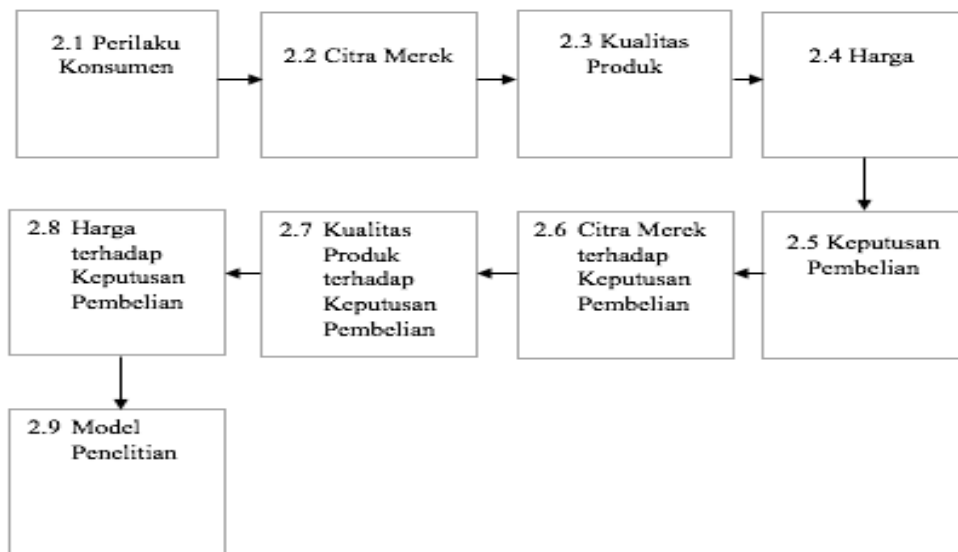 2.1 Perilaku
Konsumen
2.2 Citra Merek
2.3 Kualitas
Produk
2.4 Harga
2.8 Harga
terhadap
Keputusan
Pembelian
2.7 Kualitas
Produk
terhadap
Keputusan
Pembelian
2.6 Citra Merek
terhadap
Keputusan
Pembelian
2.5 Keputusan
Pembelian
2.9 Model
Penelitian